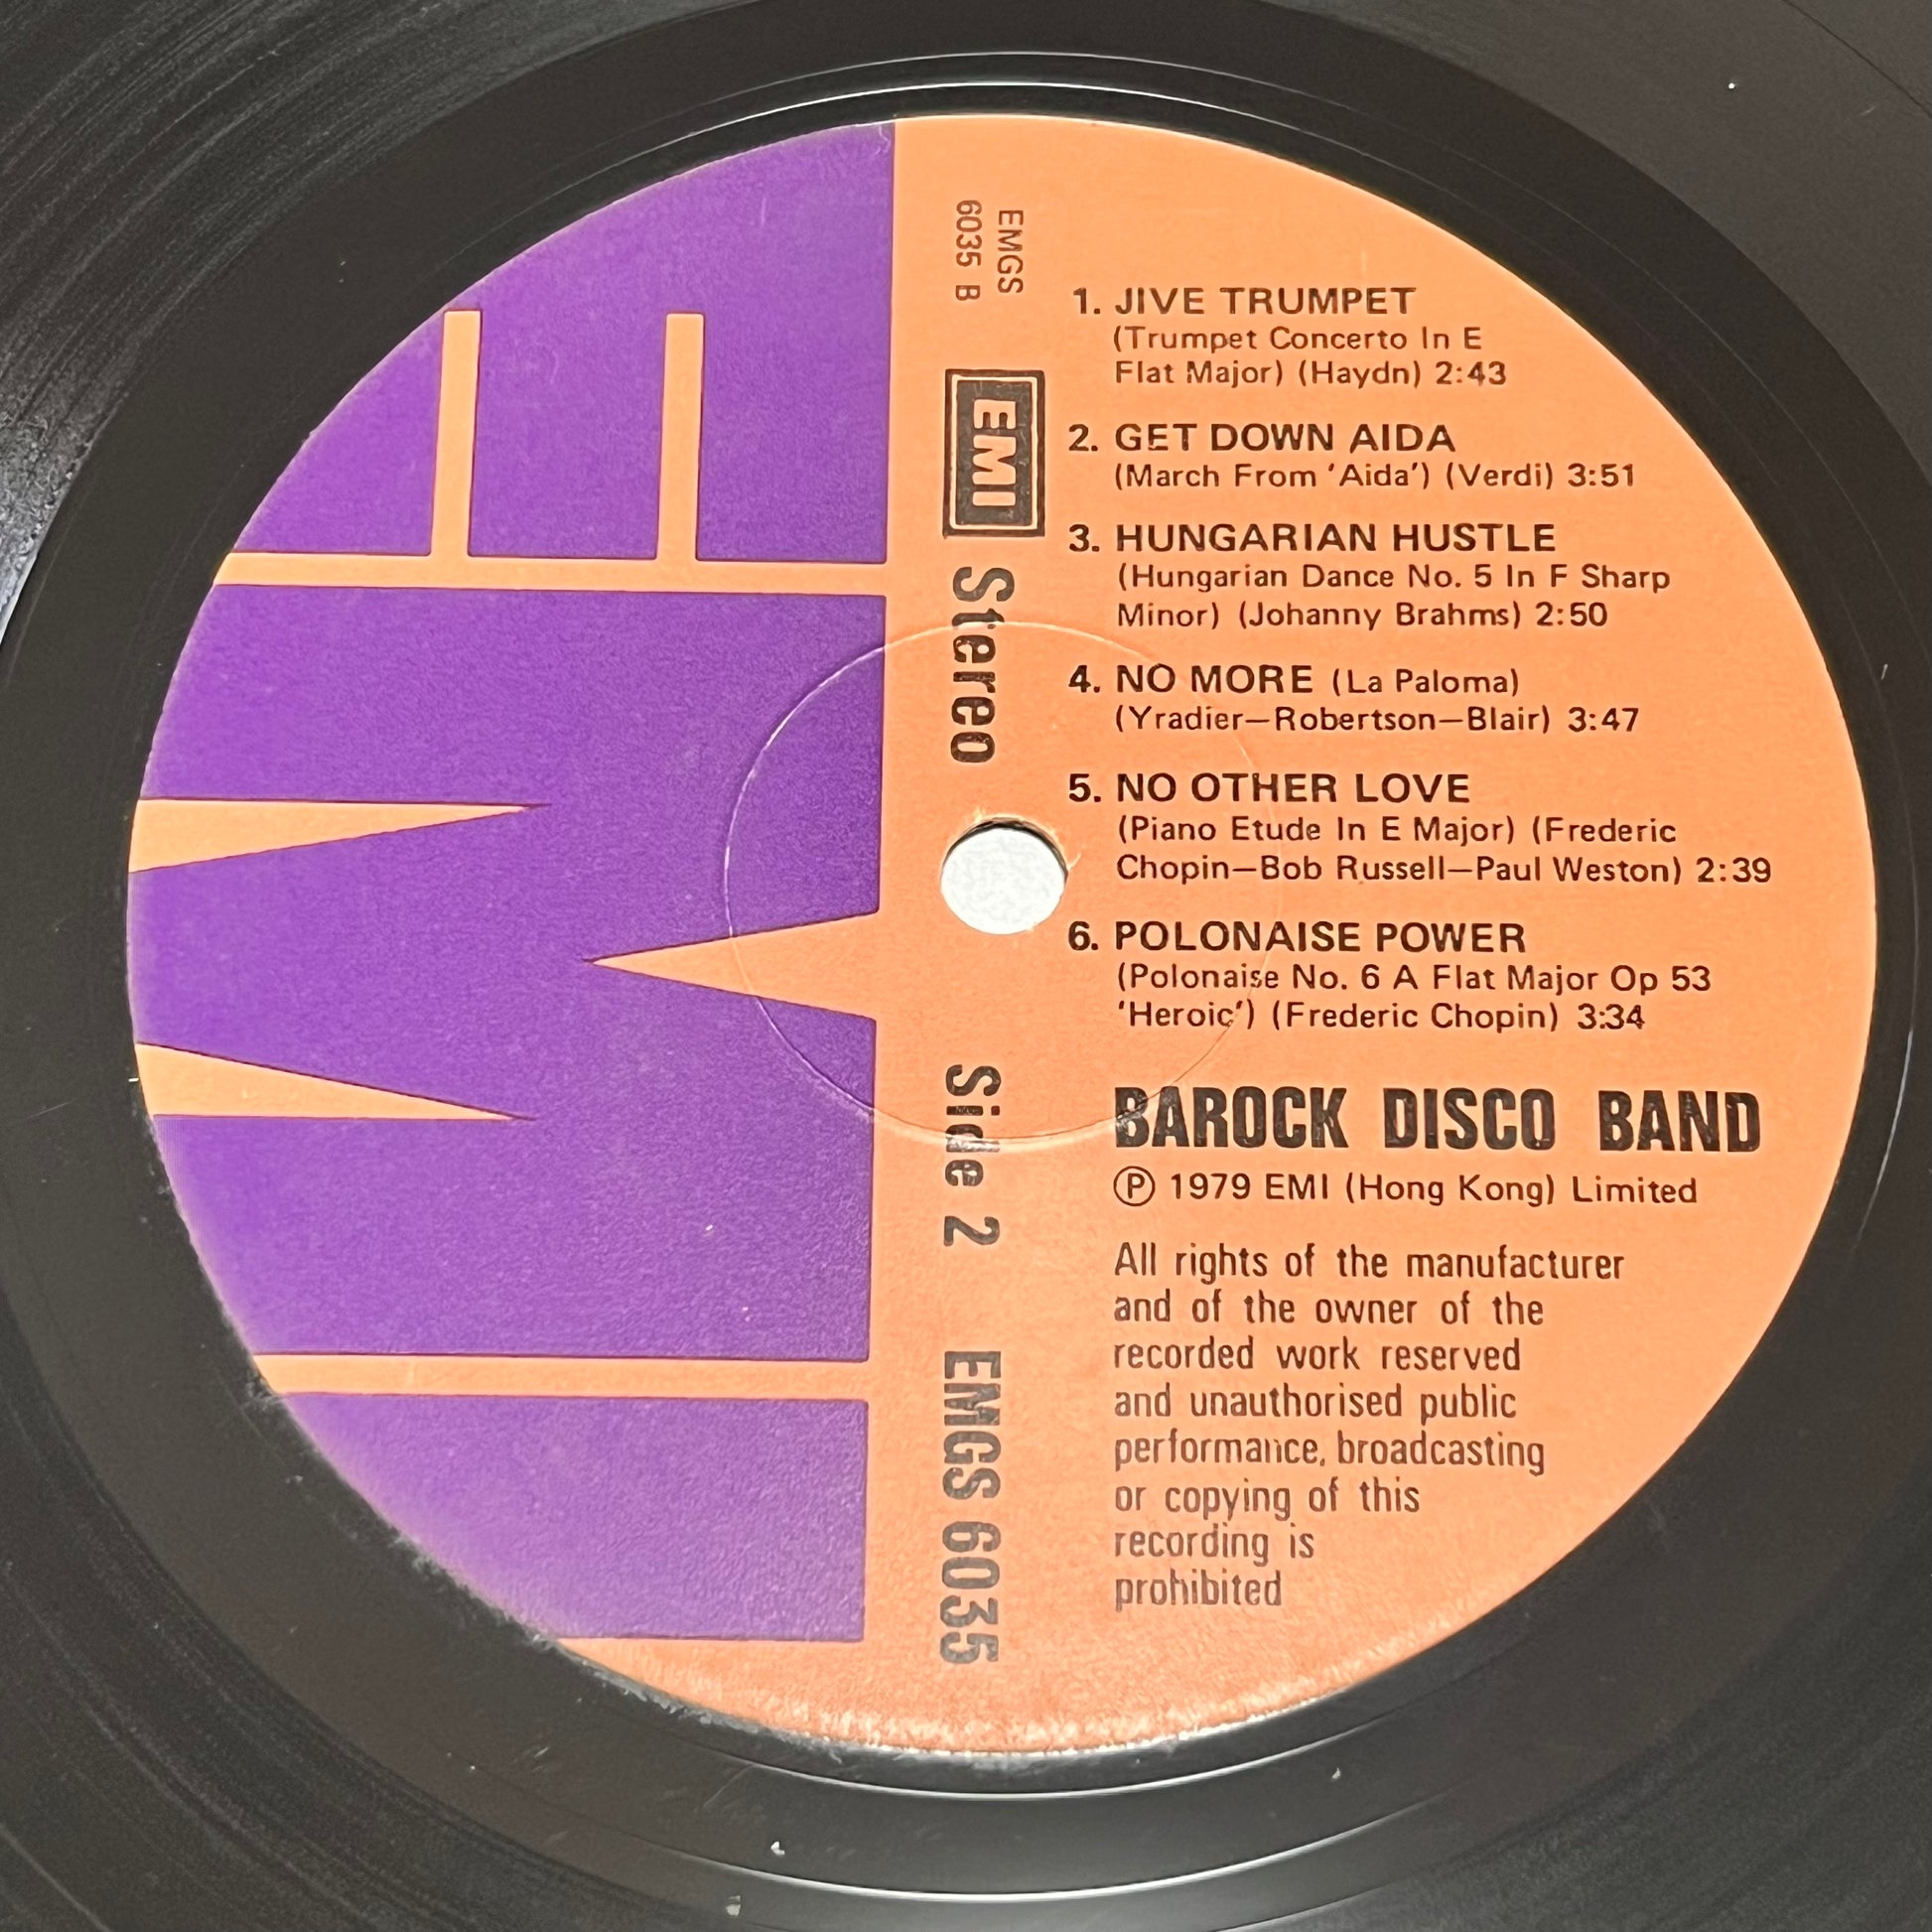 EMGS
6035 B
EMI
Stereo
Side 2
EMGS 6035
1. JIVE TRUMPET
(Trumpet Concerto In E
Flat Major) (Haydn) 2:43
2. GET DOWN AIDA
(March From ‘Aida’) (Verdi) 3:51
3. HUNGARIAN HUSTLE
(Hungarian Dance No. 5 In F Sharp
Minor) (Johanny Brahms) 2:50
4. NO MORE (La Paloma)
(Yradier—Robertson—Blair) 3:47
5. NO OTHER LOVE
(Piano Etude In E Major) (Frederic
Chopin—Bob Russell—Paul Weston) 2:39
6. POLONAISE POWER
(Polonaise No. 6 A Flat Major Op 53
‘Heroic’) (Frederic Chopin) 3:34
BAROCK DISCO BAND
Ⓟ 1979 EMI (Hong Kong) Limited
All rights of the manufacturer
and of the owner of the
recorded work reserved
and unauthorised public
performance, broadcasting
or copying of this
recording is
prohibited
EMI